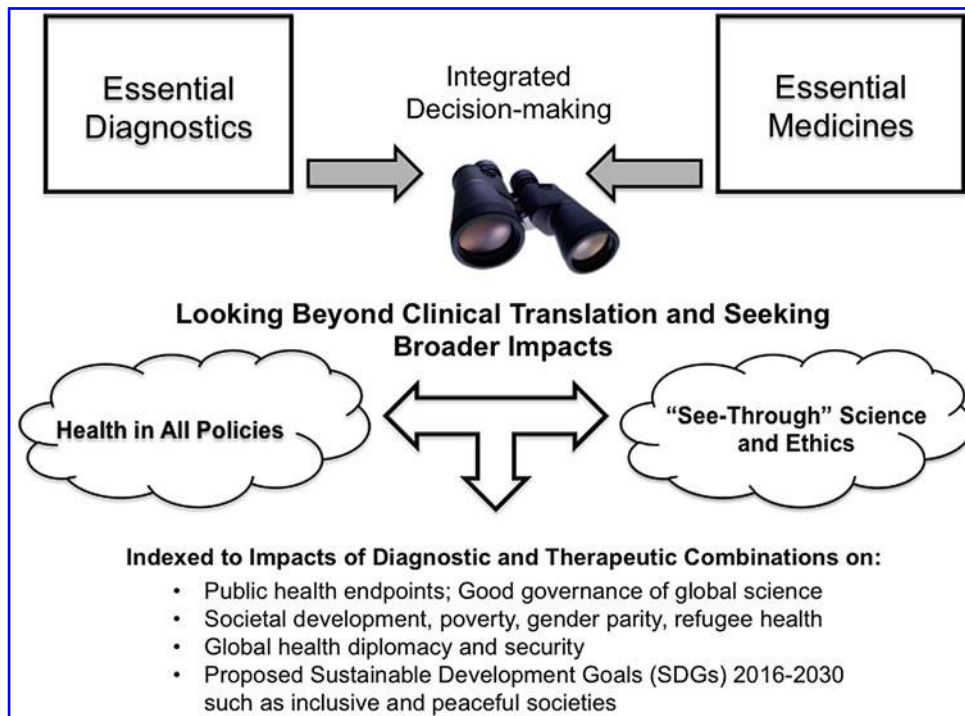 Essential
Diagnostics
Integrated
Decision-making
Essential
Medicines
Looking Beyond Clinical Translation and Seeking
Broader Impacts
Health in All Policies
“See-Through” Science
and Ethics
Indexed to Impacts of Diagnostic and Therapeutic Combinations on:
• Public health endpoints; Good governance of global science
• Societal development, poverty, gender parity, refugee health
• Global health diplomacy and security
• Proposed Sustainable Development Goals (SDGs) 2016-2030
such as inclusive and peaceful societies